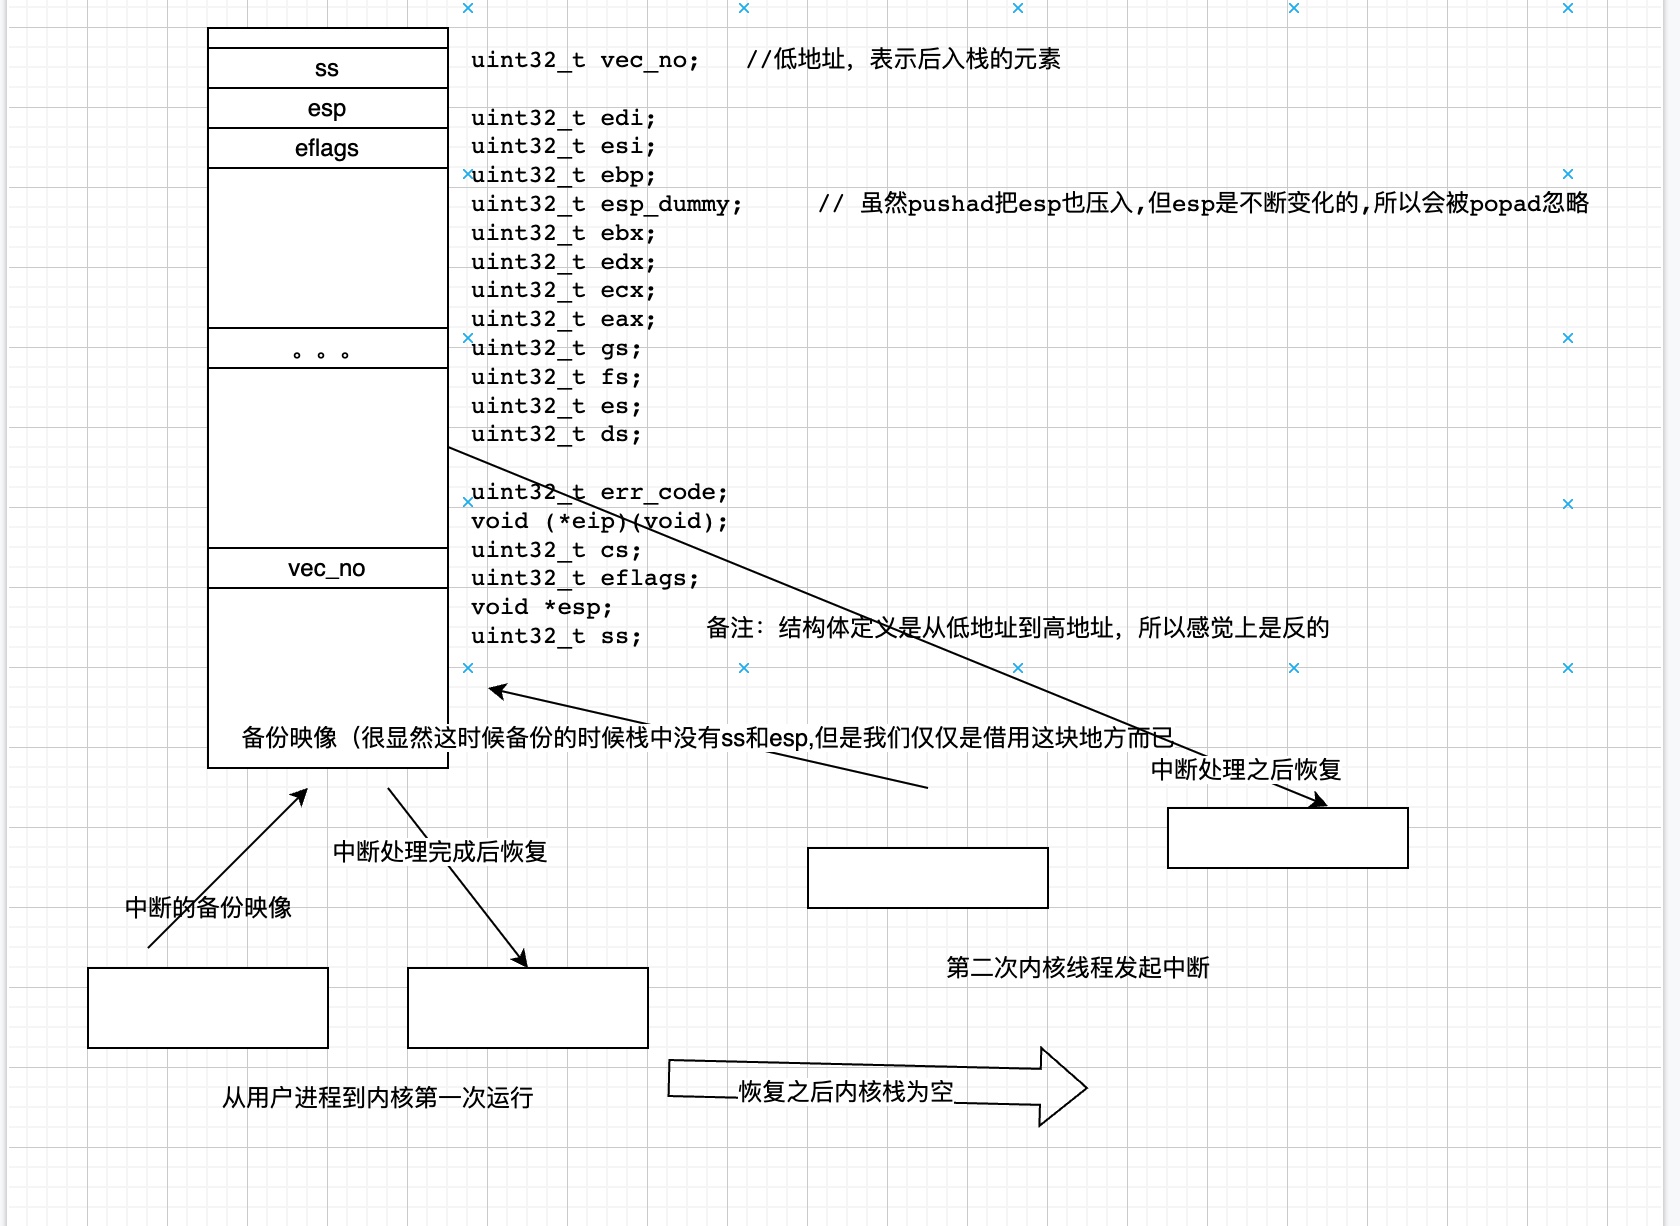 ss
esp
eflags
。。。
vec_no
uint32_t vec_no;   //低地址，表示后入栈的元素
uint32_t edi;
uint32_t esi;
uint32_t ebp;
uint32_t esp_dummy;     // 虽然pushad把esp也压入,但esp是不断变化的,所以会被popad忽略
uint32_t ebx;
uint32_t edx;
uint32_t ecx;
uint32_t eax;
uint32_t gs;
uint32_t fs;
uint32_t es;
uint32_t ds;
uint32_t err_code;
void (*eip)(void);
uint32_t cs;
uint32_t eflags;
void *esp;
uint32_t ss;
备注：结构体定义是从低地址到高地址，所以感觉上是反的
备份映像（很显然这时候备份的时候栈中没有ss和esp,但是我们仅仅是借用这块地方而已
中断处理之后恢复
中断处理完成后恢复
中断的备份映像
第二次内核线程发起中断
从用户进程到内核第一次运行
恢复之后内核栈为空